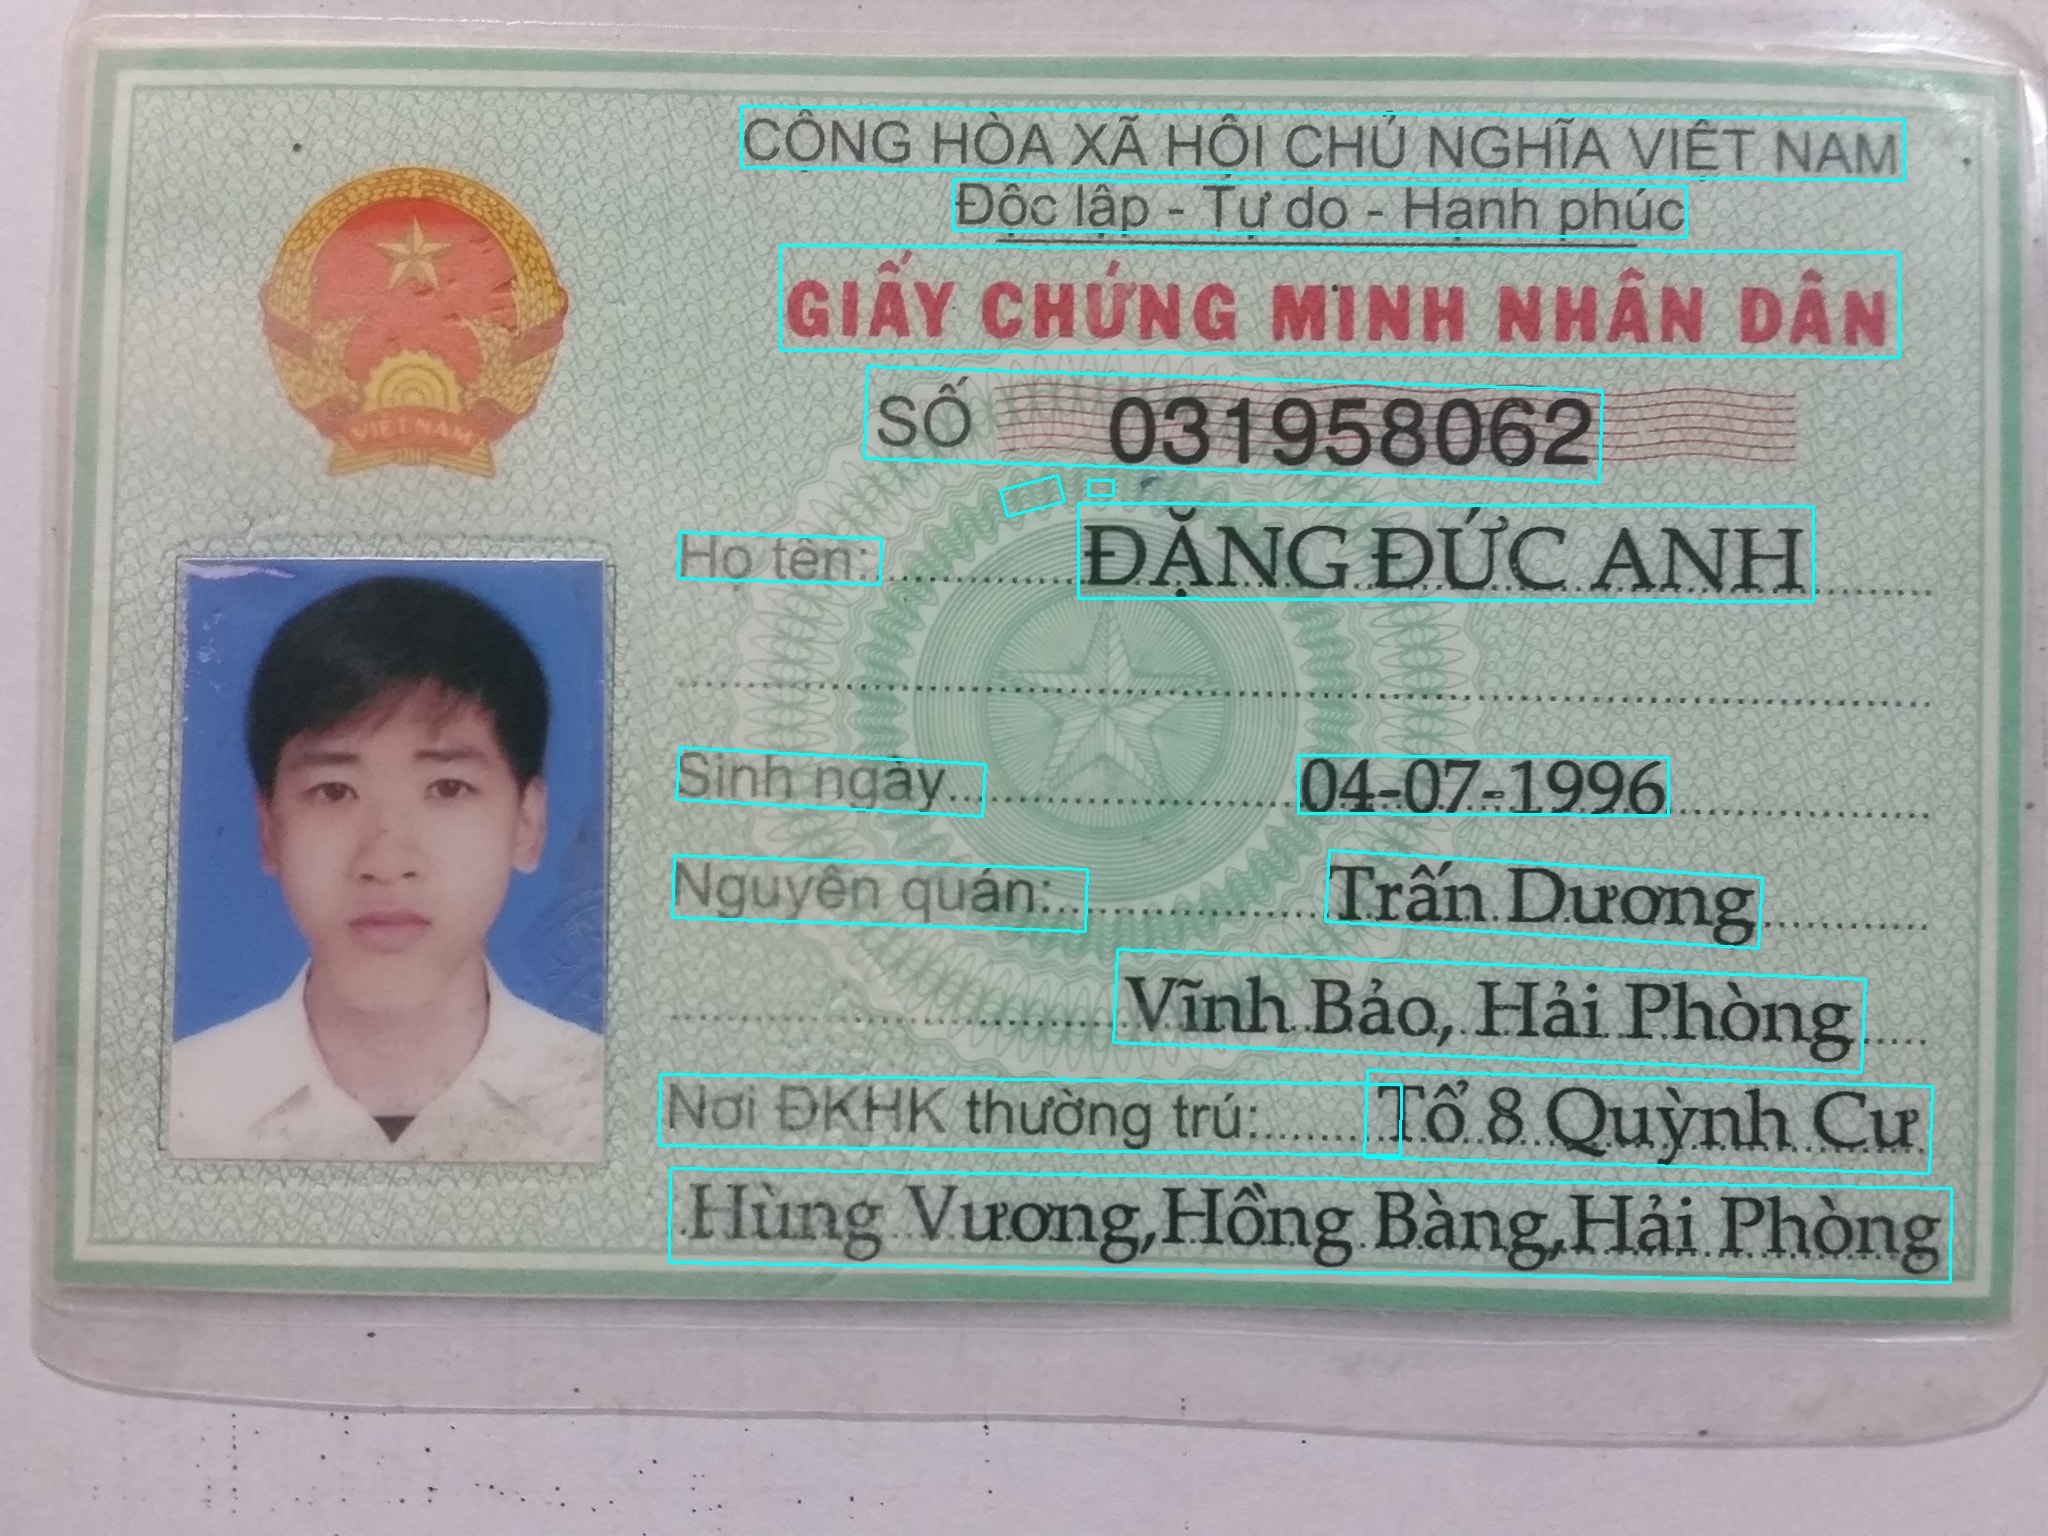 CỘNG HÒA XÃ HỘI CHỦ NGHĨA VIỆT NAM
Độc lập - Tự do - Hạnh phúc
GIẤY CHỨNG MINH NHÂN DÂN
SỐ 031958062
VIET NAM
Họ tên: ĐẶNG ĐỨC ANH
Sinh ngày 04-07-1996
Nguyên quán: Trấn Dương
Vĩnh Bảo, Hải Phòng
Nơi ĐKHK thường trú: Tổ 8 Quỳnh Cư
Hùng Vương,Hồng Bàng,Hải Phòng